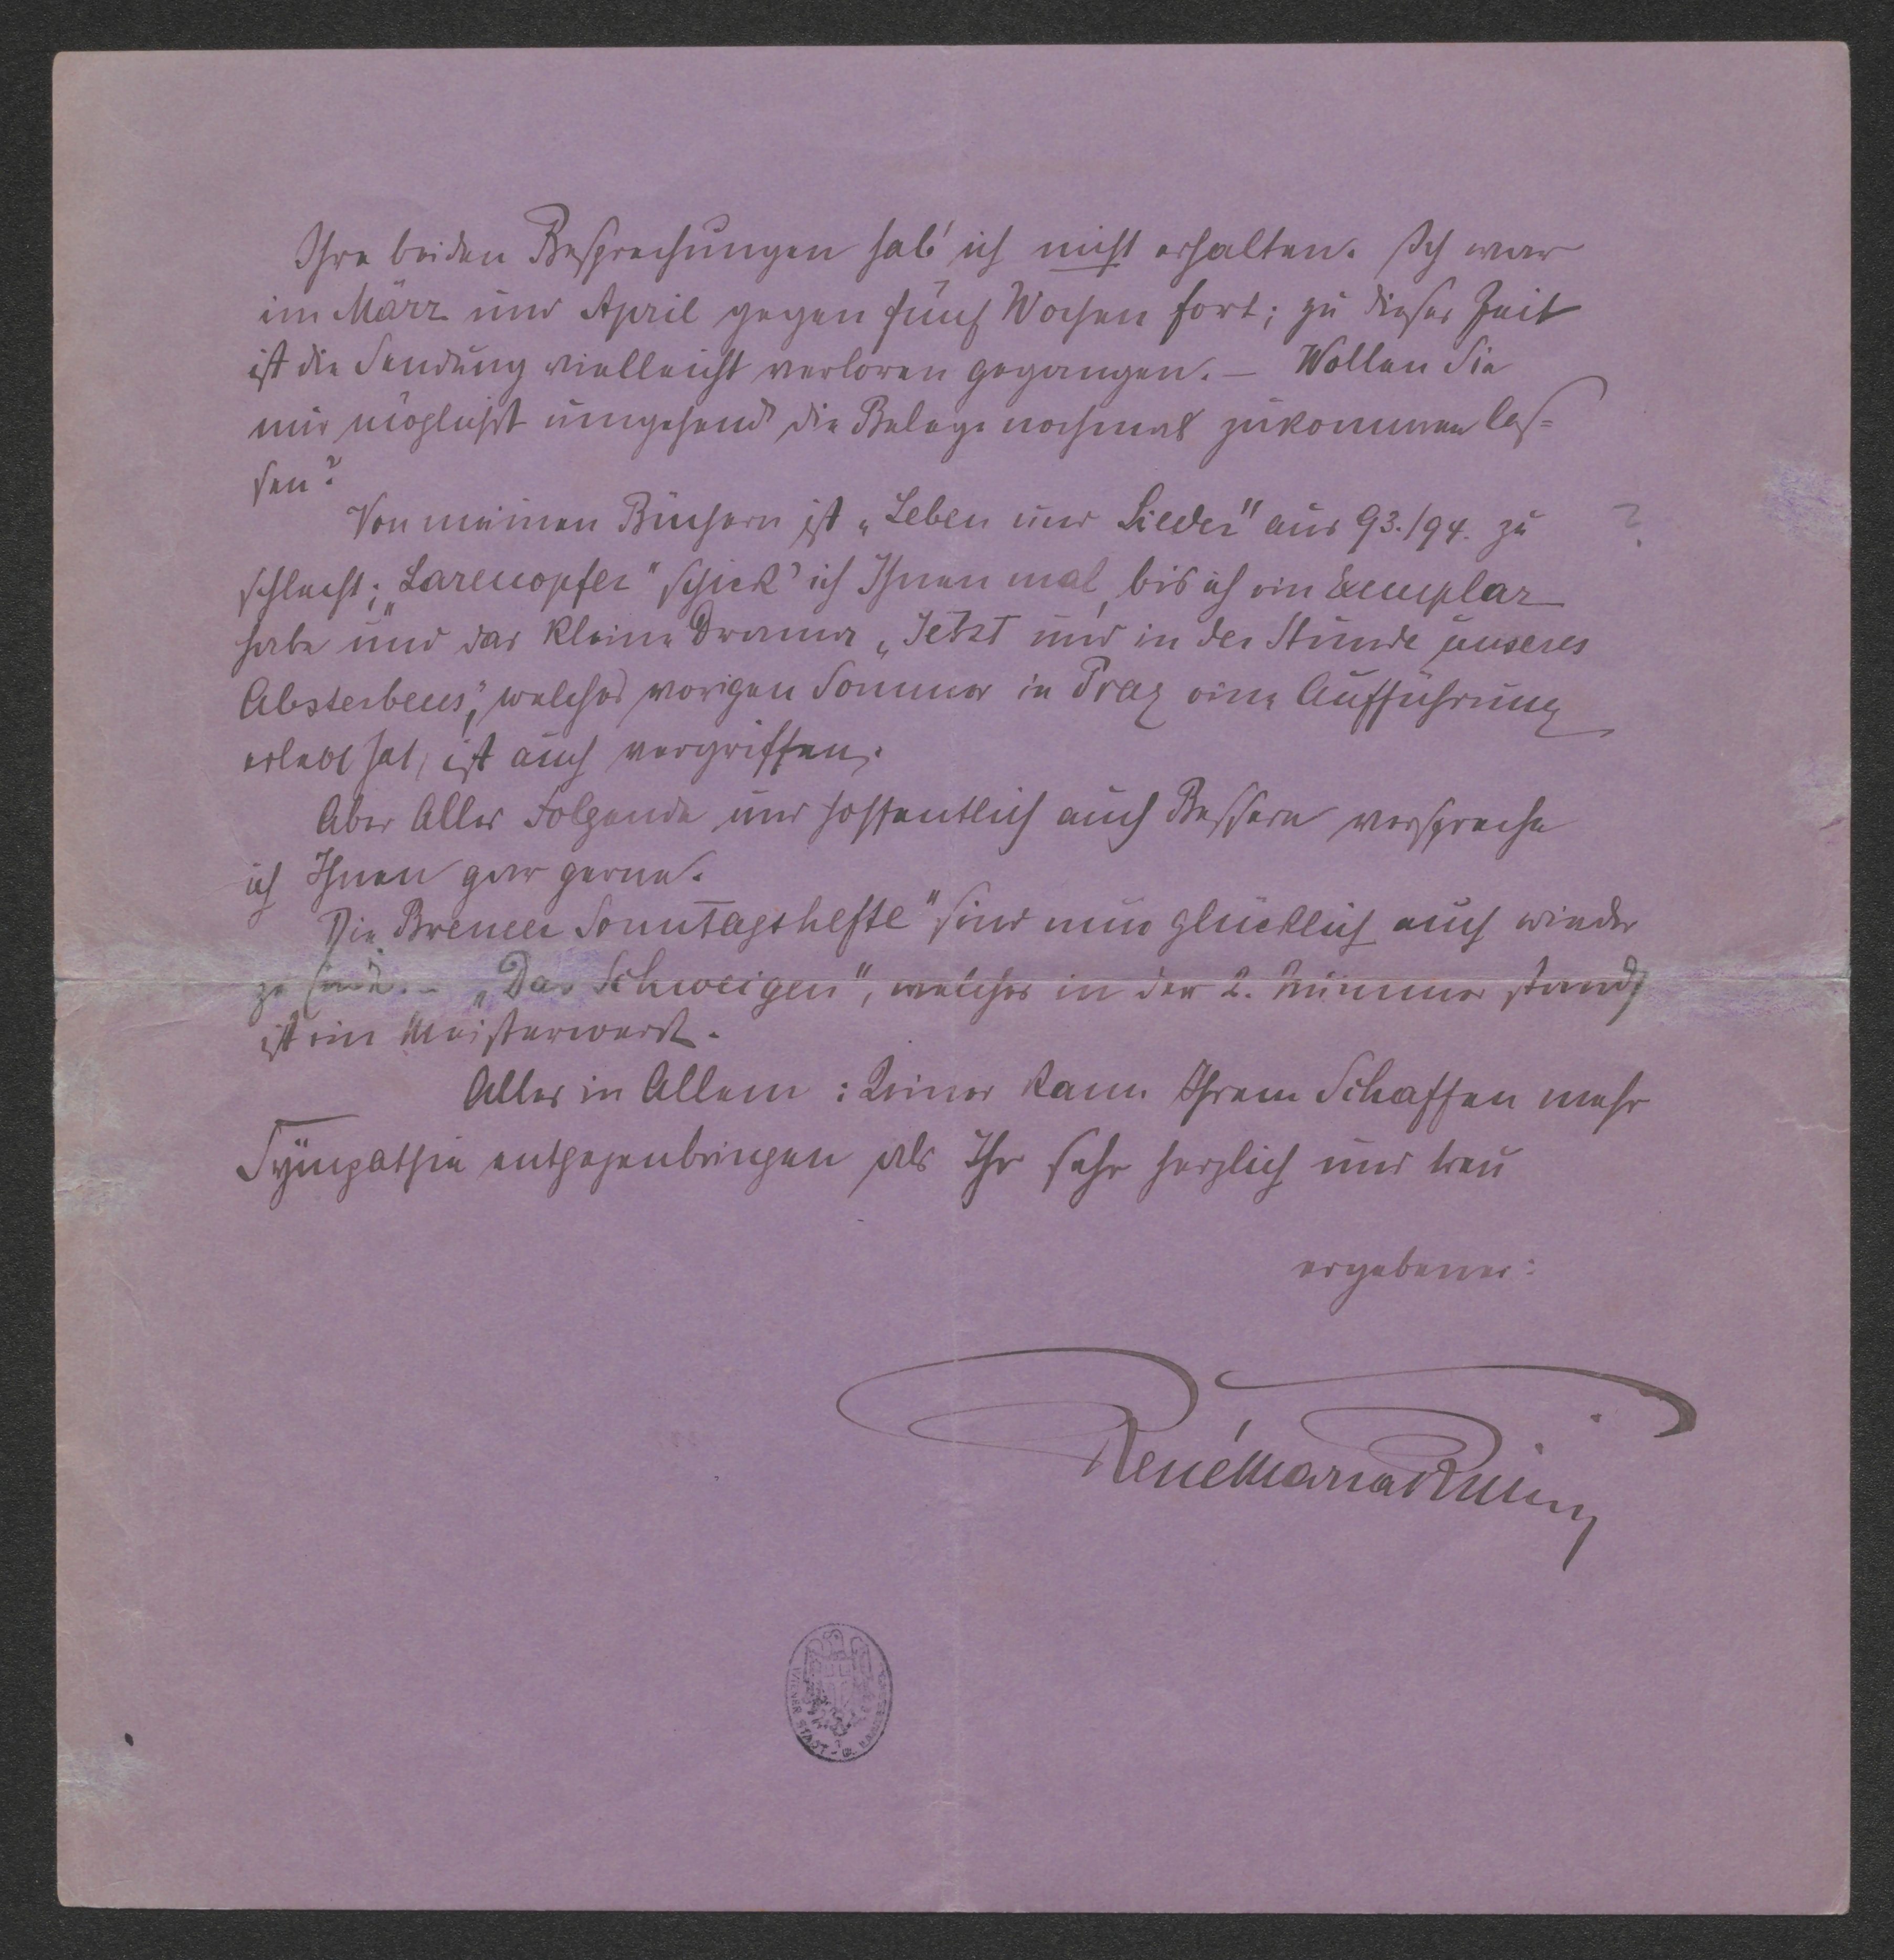 Ihre beiden Besprechungen hab' ich nicht erhalten. Ich war
im März und April gegen fünf Wochen fort; zu dieser Zeit
ist die Sendung vielleicht verloren gegangen. – Wollen Sie
mir möglichst umgehend die Belege nochmals zukommen las=
sen?
Von meinen Büchern ist „Leben und Lieder" aus 93./94. zu ?
schlecht; „Larenopfer" schick' ich Ihnen mal, bis ich ein Exemplar
habe und das kleine Drama „Jetzt und in der Stunde unseres
Absterbens", welches vorigen Sommer in Prag eine Aufführung
erlebt hat, ist auch vergriffen.
Aber Alles Folgende und hoffentlich auch Bessere verspreche
ich Ihnen gar gerne.
Die „Bremer Sonntagshefte" sind nun glücklich auch wieder
zu Ende. – „Das Schweigen", welches in der 2. Nummer stand,
ist ein Meisterwerk.
Alles in Allem: Keiner kann Ihrem Schaffen mehr
Sympathie entgegenbringen als Ihr sehr herzlich und treu
ergebener:
René Maria Rilke
WIENER STADT-